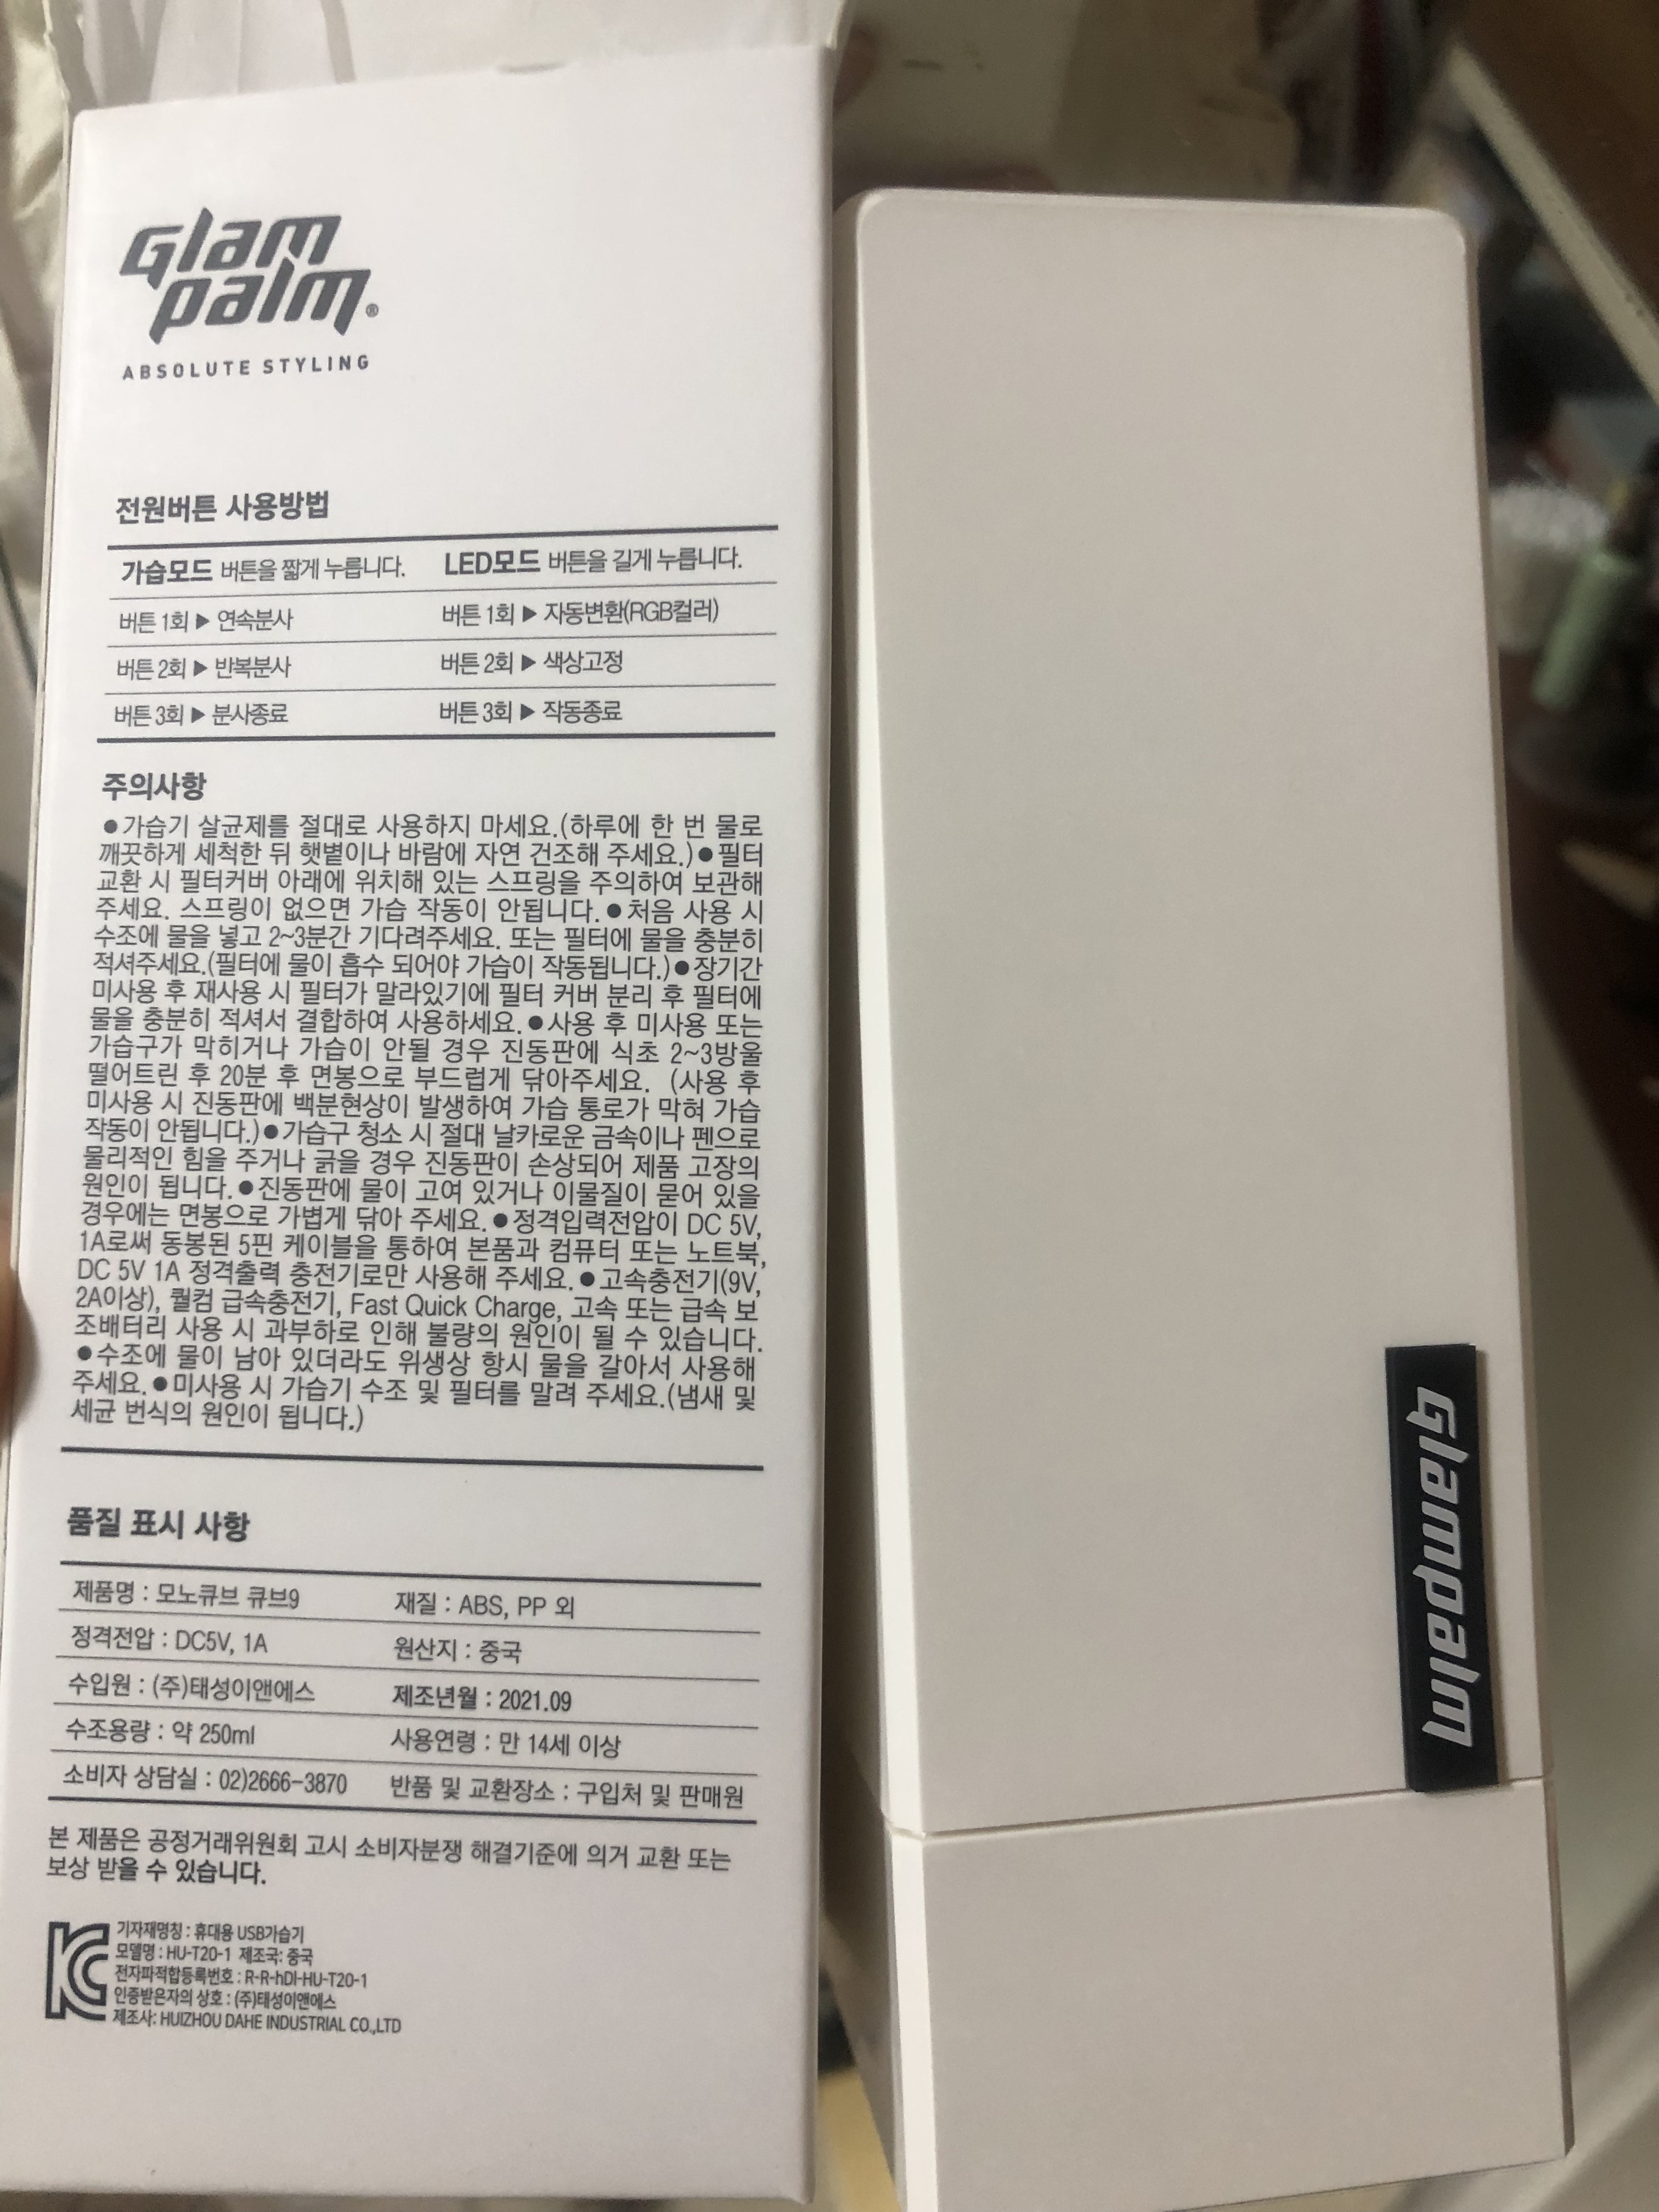 Glam
palm®
ABSOLUTE STYLING
전원버튼 사용방법
가습모드 버튼을 짧게 누릅니다. LED모드 버튼을 길게 누릅니다.
버튼 1회 ▶ 연속분사 버튼 1회 ▶ 자동변환(RGB컬러)
버튼 2회 ▶ 반복분사 버튼 2회 ▶ 색상고정
버튼 3회 ▶ 분사종료 버튼 3회 ▶ 작동종료
주의사항
●가습기 살균제를 절대로 사용하지 마세요.(하루에 한 번 물로
깨끗하게 세척한 뒤 햇볕이나 바람에 자연 건조해 주세요.)●필터
교환 시 필터커버 아래에 위치해 있는 스프링을 주의하여 보관해
주세요. 스프링이 없으면 가습 작동이 안됩니다.●처음 사용 시
수조에 물을 넣고 2~3분간 기다려주세요. 또는 필터에 물을 충분히
적셔주세요.(필터에 물이 흡수 되어야 가습이 작동됩니다.)●장기간
미사용 후 재사용 시 필터가 말라있기에 필터 커버 분리 후 필터에
물을 충분히 적셔서 결합하여 사용하세요.●사용 후 미사용 또는
가습구가 막히거나 가습이 안될 경우 진동판에 식초 2~3방울
떨어트린 후 20분 후 면봉으로 부드럽게 닦아주세요. (사용 후
미사용 시 진동판에 백분현상이 발생하여 가습 통로가 막혀 가습
작동이 안됩니다.)●가습구 청소 시 절대 날카로운 금속이나 펜으로
물리적인 힘을 주거나 긁을 경우 진동판이 손상되어 제품 고장의
원인이 됩니다.●진동판에 물이 고여 있거나 이물질이 묻어 있을
경우에는 면봉으로 가볍게 닦아 주세요.●정격입력전압이 DC 5V,
1A로써 동봉된 5핀 케이블을 통하여 본품과 컴퓨터 또는 노트북,
DC 5V 1A 정격출력 충전기로만 사용해 주세요.●고속충전기(9V,
2A이상), 퀄컴 급속충전기, Fast Quick Charge, 고속 또는 급속 보
조배터리 사용 시 과부하로 인해 불량의 원인이 될 수 있습니다.
●수조에 물이 남아 있더라도 위생상 항시 물을 갈아서 사용해
주세요.●미사용 시 가습기 수조 및 필터를 말려 주세요.(냄새 및
세균 번식의 원인이 됩니다.)
품질 표시 사항
제품명 : 모노큐브 큐브9 재질 : ABS, PP 외
정격전압 : DC5V, 1A 원산지 : 중국
수입원 : (주)태성이앤에스 제조년월 : 2021.09
수조용량 : 약 250ml 사용연령 : 만 14세 이상
소비자 상담실 : 02)2666-3870 반품 및 교환장소 : 구입처 및 판매원
본 제품은 공정거래위원회 고시 소비자분쟁 해결기준에 의거 교환 또는
보상 받을 수 있습니다.
기자재명칭 : 휴대용 USB가습기
모델명 : HU-T20-1 제조국: 중국
전자파적합등록번호 : R-R-hDI-HU-T20-1
인증받은자의 상호 : (주)태성이앤에스
제조사: HUIZHOU DAHE INDUSTRIAL CO.,LTD
Glampalm